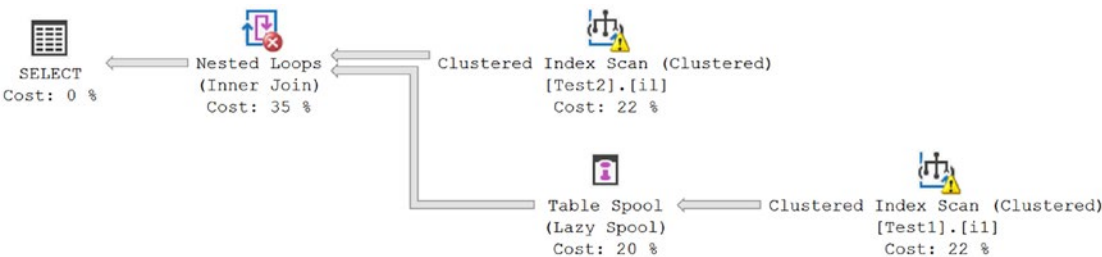 SELECT
Cost: 0 %
Nested Loops
(Inner Join)
Cost: 35 %
Clustered Index Scan (Clustered)
[Test2].[i1]
Cost: 22 %
Table Spool
(Lazy Spool)
Cost: 20 %
Clustered Index Scan (Clustered)
[Test1].[i1]
Cost: 22 %